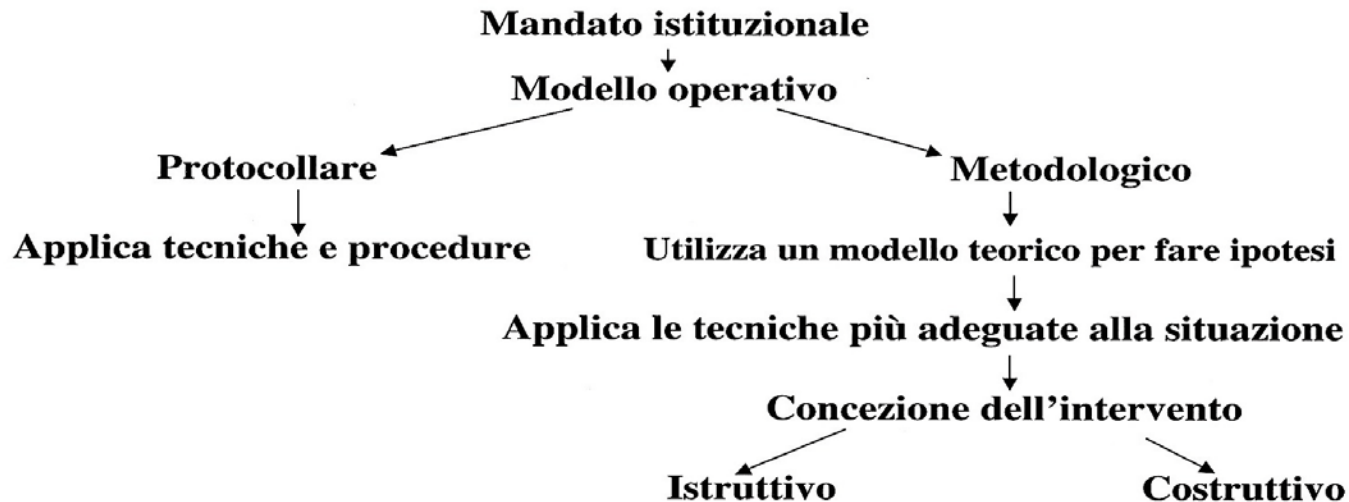 Mandato istituzionale
Modello operativo
Protocollare
Metodologico
Applica tecniche e procedure
Utilizza un modello teorico per fare ipotesi
Applica le tecniche più adeguate alla situazione
Concezione dell'intervento
Istruttivo
Costruttivo